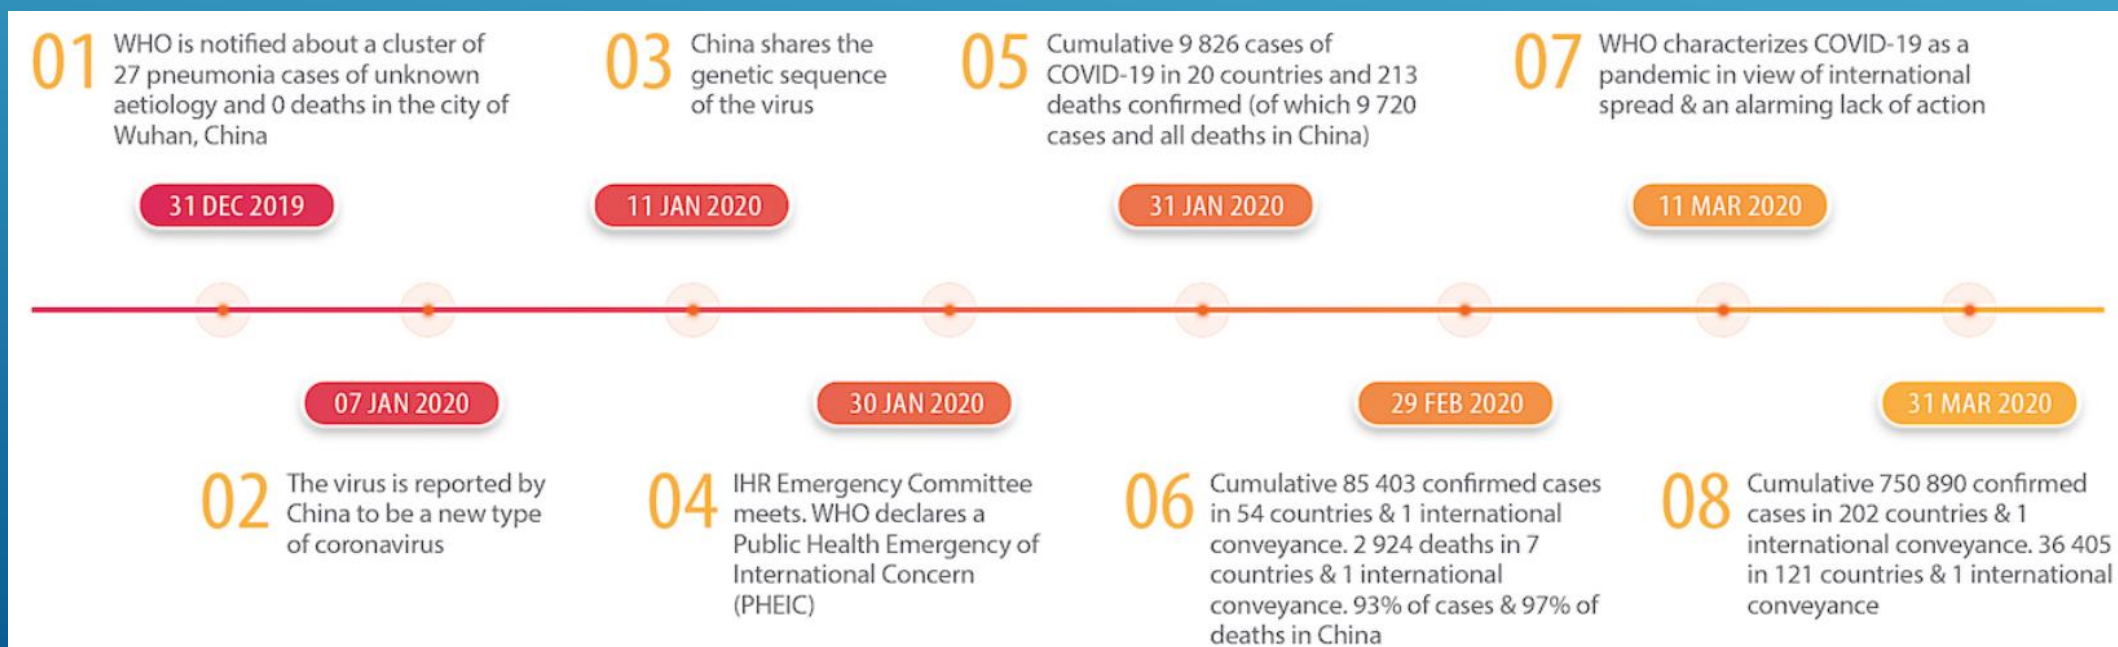 01
WHO is notified about a cluster of
27 pneumonia cases of unknown
aetiology and 0 deaths in the city of
Wuhan, China
31 DEC 2019
07 JAN 2020
02
The virus is reported by
China to be a new type
of coronavirus
03
China shares the
genetic sequence
of the virus
11 JAN 2020
30 JAN 2020
04
IHR Emergency Committee
meets. WHO declares a
Public Health Emergency of
International Concern
(PHEIC)
05
Cumulative 9 826 cases of
COVID-19 in 20 countries and 213
deaths confirmed (of which 9 720
cases and all deaths in China)
31 JAN 2020
29 FEB 2020
06
Cumulative 85 403 confirmed cases
in 54 countries & 1 international
conveyance. 2 924 deaths in 7
countries & 1 international
conveyance. 93% of cases & 97% of
deaths in China
07
WHO characterizes COVID-19 as a
pandemic in view of international
spread & an alarming lack of action
11 MAR 2020
31 MAR 2020
08
Cumulative 750 890 confirmed
cases in 202 countries & 1
international conveyance. 36 405
in 121 countries & 1 international
conveyance